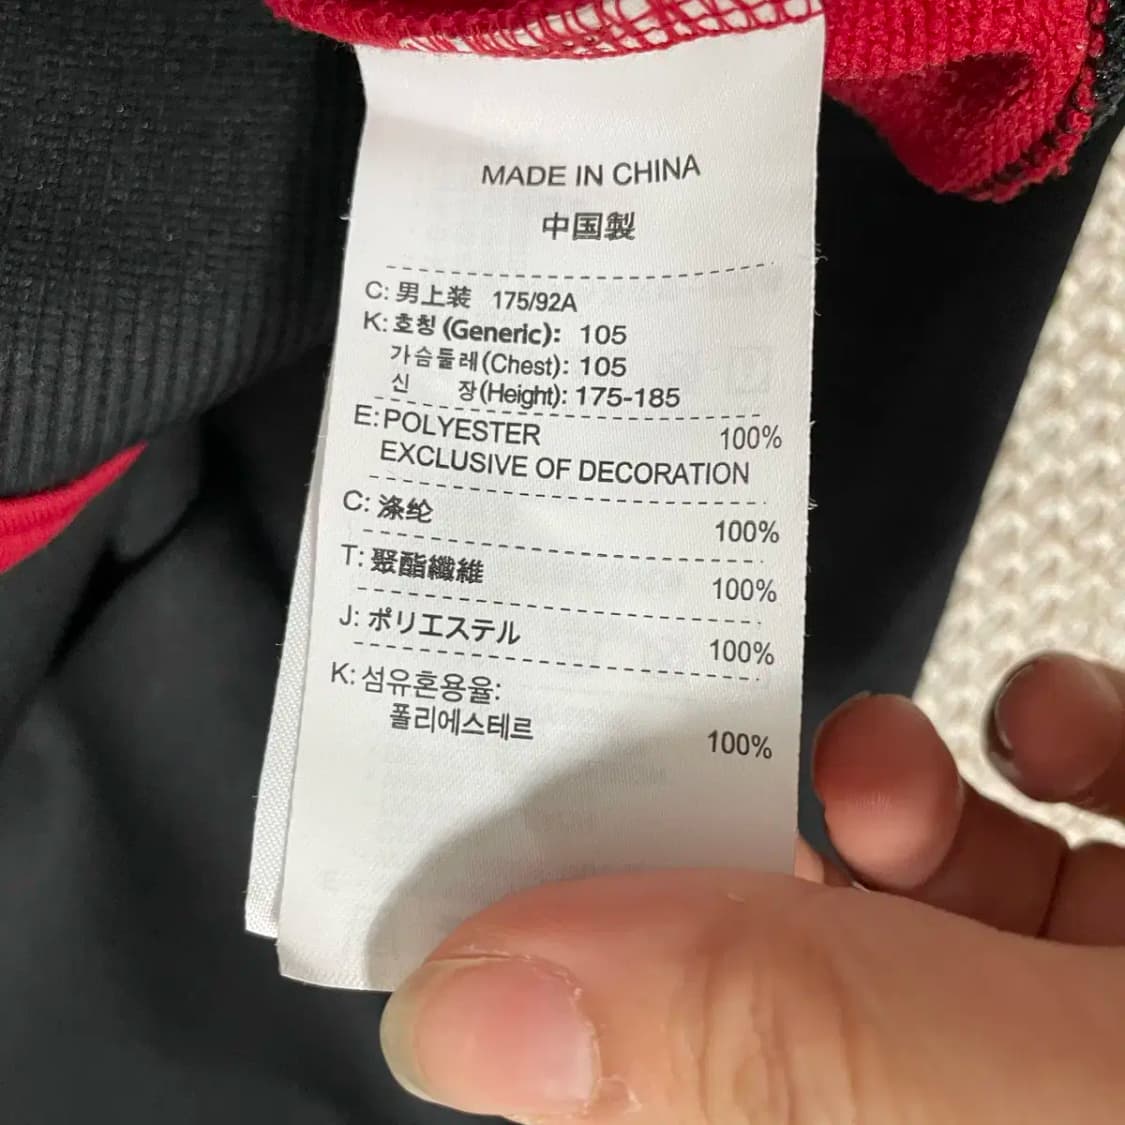 MADE IN CHINA
中国製
C: 男上装 175/92A
K: 호칭 (Generic): 105
가슴둘레(Chest): 105
신 장(Height): 175-185
E: POLYESTER 100%
EXCLUSIVE OF DECORATION
C: 涤纶 100%
T: 聚酯纖維 100%
J: ポリエステル 100%
K: 섬유혼용율:
폴리에스테르 100%